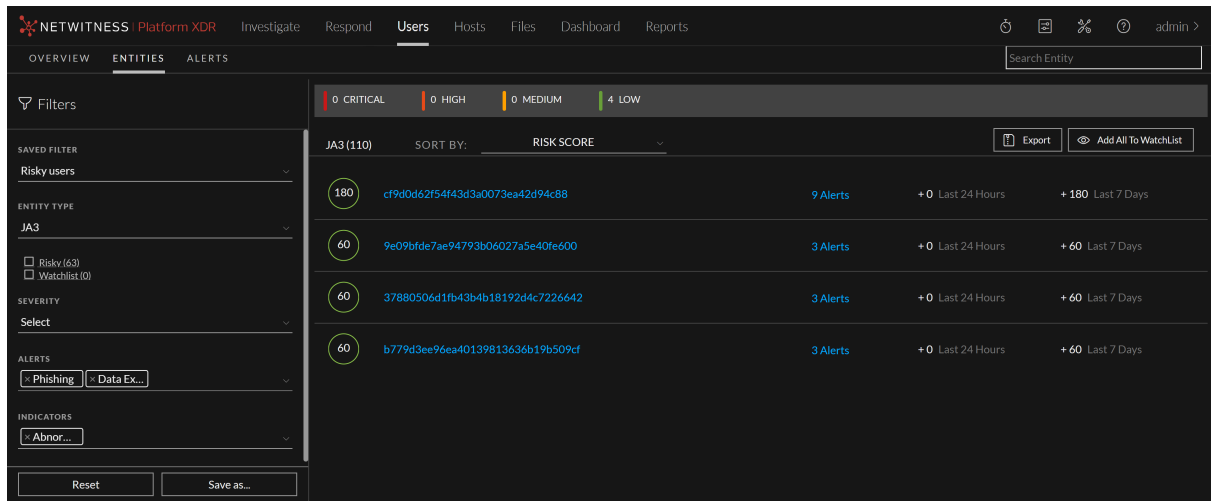 NETWITNESS | Platform XDR Investigate Respond Users Hosts Files Dashboard Reports admin >
OVERVIEW ENTITIES ALERTS Search Entity
Filters
0 CRITICAL 0 HIGH 0 MEDIUM 4 LOW
JA3 (110) SORT BY: RISK SCORE Export Add All To WatchList
SAVED FILTER
Risky users
ENTITY TYPE
JA3
Risky (63)
Watchlist (0)
SEVERITY
Select
ALERTS
× Phishing × Data Ex...
INDICATORS
× Abnor...
Reset Save as...
180 cf9d0d62f54f43d3a0073ea42d94c88 9 Alerts + 0 Last 24 Hours + 180 Last 7 Days
60 9e09bfde7ae94793b06027a5e40fe600 3 Alerts + 0 Last 24 Hours + 60 Last 7 Days
60 37880506d1fb43b4b18192d4c7226642 3 Alerts + 0 Last 24 Hours + 60 Last 7 Days
60 b779d3ee96ea40139813636b19b509cf 3 Alerts + 0 Last 24 Hours + 60 Last 7 Days